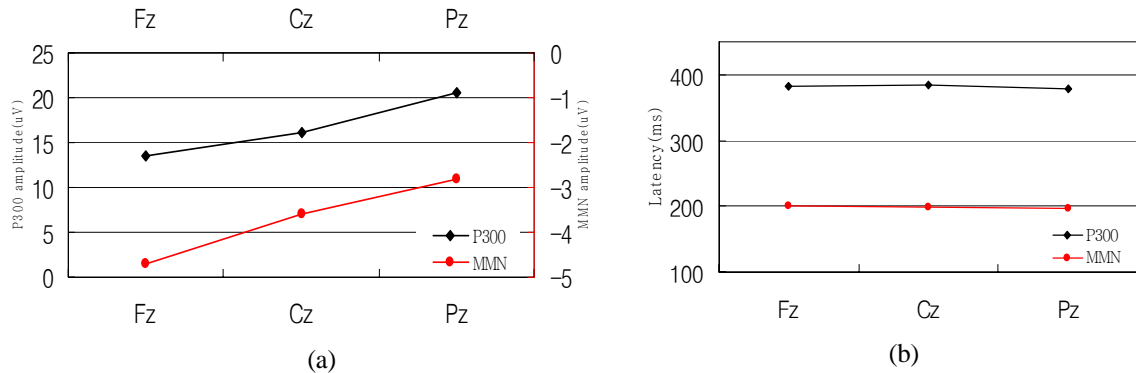 Fz Cz Pz
P300 amplitude(uV)
25
20
15
10
5
0
0
-1
-2
-3
-4
-5
MMN amplitude(uV)
P300
MMN
Fz Cz Pz
(a)
Latency(ms)
400
300
200
100
P300
MMN
Fz Cz Pz
(b)